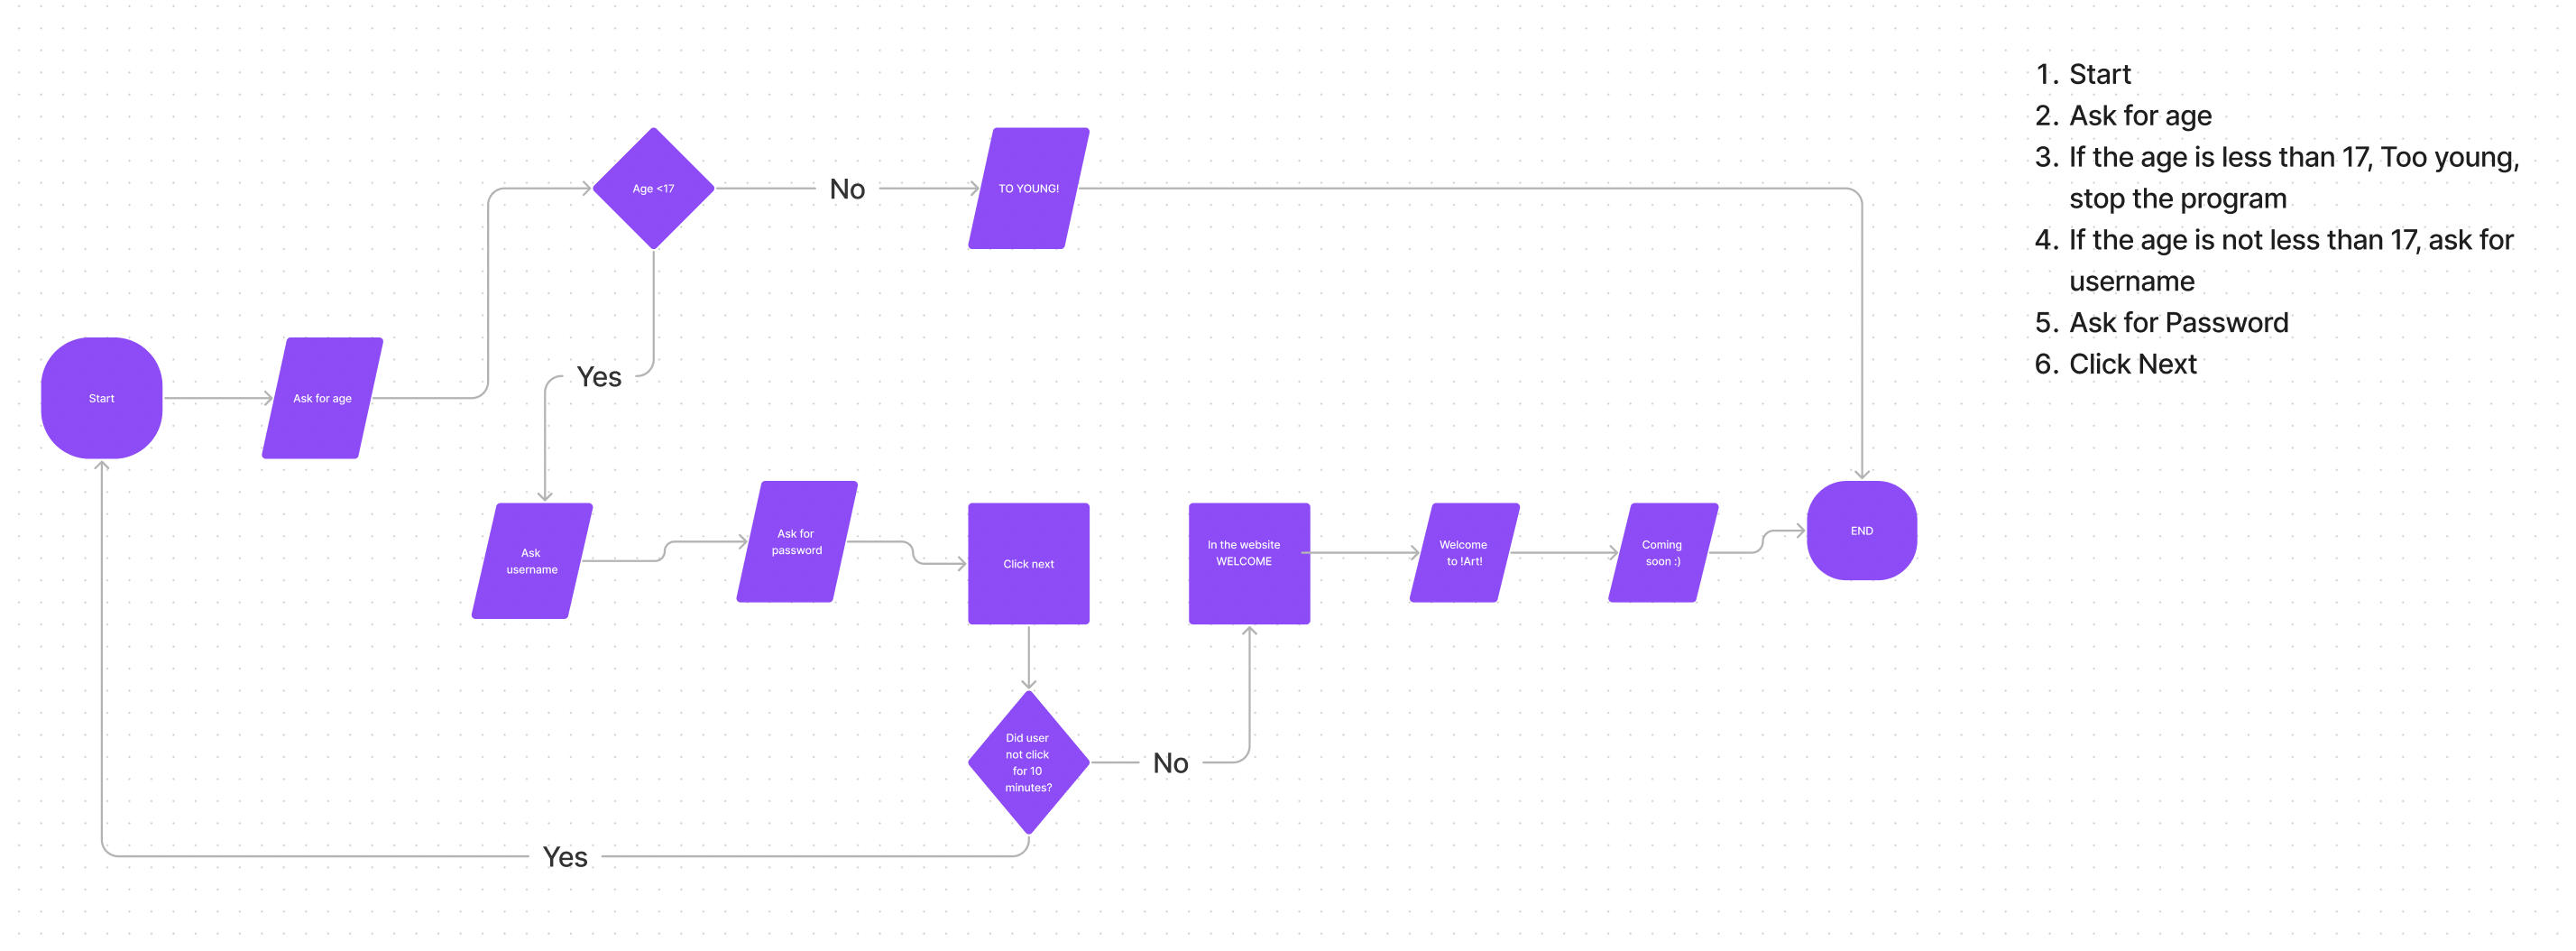 Start
Ask for age
Age <17
No
TO YOUNG!
Yes
Ask
username
Ask for
password
Click next
Did user
not click
for 10
minutes?
No
Yes
In the website
WELCOME
Welcome
to !Art!
Coming
soon :)
END
1. Start
2. Ask for age
3. If the age is less than 17, Too young,
stop the program
4. If the age is not less than 17, ask for
username
5. Ask for Password
6. Click Next